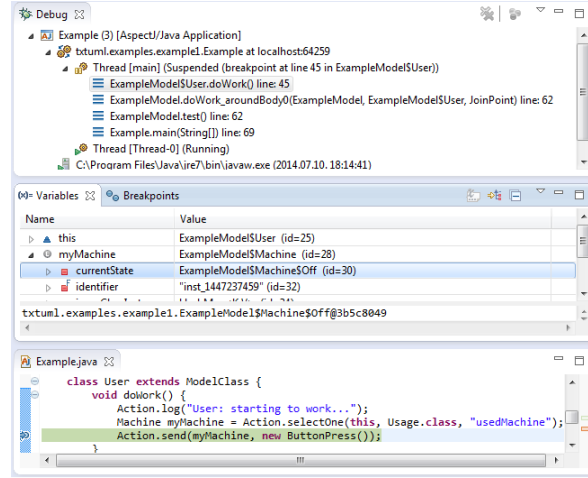 Debug
Example (3) [AspectJ/Java Application]
txtuml.examples.example1.Example at localhost:64259
Thread [main] (Suspended (breakpoint at line 45 in ExampleModel$User))
ExampleModel$User.doWork() line: 45
ExampleModel.doWork_aroundBody0(ExampleModel, ExampleModel$User, JoinPoint) line: 62
ExampleModel.test() line: 62
Example.main(String[]) line: 69
Thread [Thread-0] (Running)
C:\Program Files\Java\jre7\bin\javaw.exe (2014.07.10. 18:14:41)
(x)= Variables Breakpoints
Name Value
this ExampleModel$User (id=25)
myMachine ExampleModel$Machine (id=28)
currentState ExampleModel$Machine$Off (id=30)
identifier "inst_1447237459" (id=32)
txtuml.examples.example1.ExampleModel$Machine$Off@3b5c8049
Example.java
class User extends ModelClass {
void doWork() {
Action.log("User: starting to work...");
Machine myMachine = Action.selectOne(this, Usage.class, "usedMachine");
Action.send(myMachine, new ButtonPress());
}